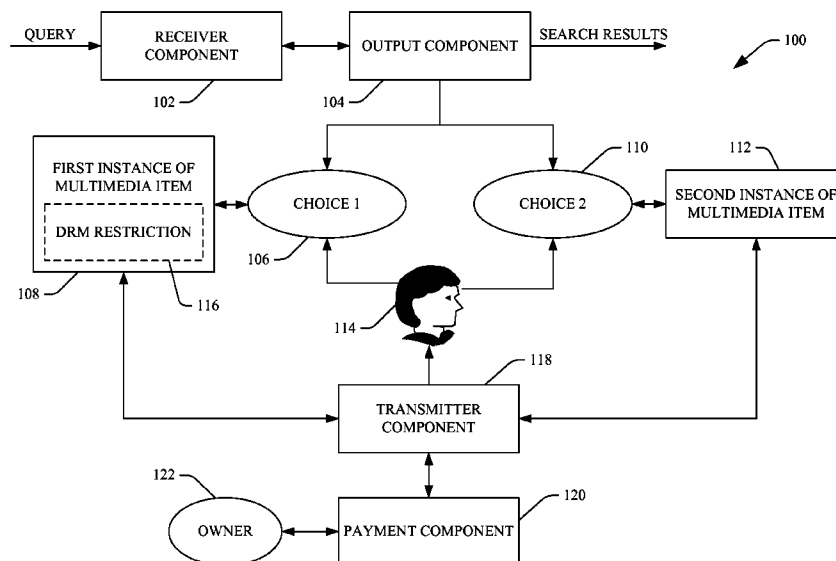 QUERY
RECEIVER
COMPONENT
102
OUTPUT COMPONENT
104
SEARCH RESULTS
100
FIRST INSTANCE OF
MULTIMEDIA ITEM
DRM RESTRICTION
108
116
CHOICE 1
106
CHOICE 2
110
112
SECOND INSTANCE OF
MULTIMEDIA ITEM
114
118
TRANSMITTER
COMPONENT
122
OWNER
PAYMENT COMPONENT
120